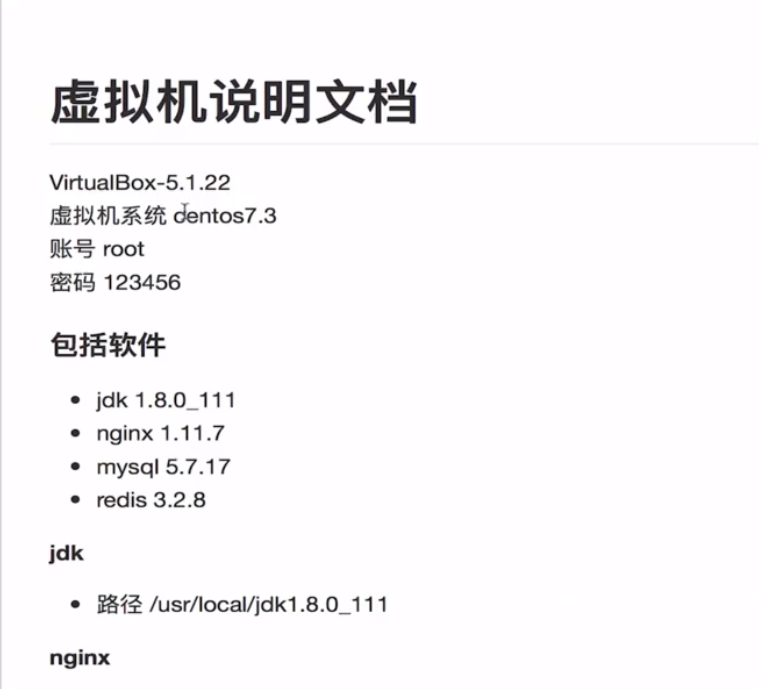 虚拟机说明文档
VirtualBox-5.1.22
虚拟机系统 centos7.3
账号 root
密码 123456
包括软件
jdk 1.8.0_111
nginx 1.11.7
mysql 5.7.17
redis 3.2.8
jdk
路径 /usr/local/jdk1.8.0_111
nginx